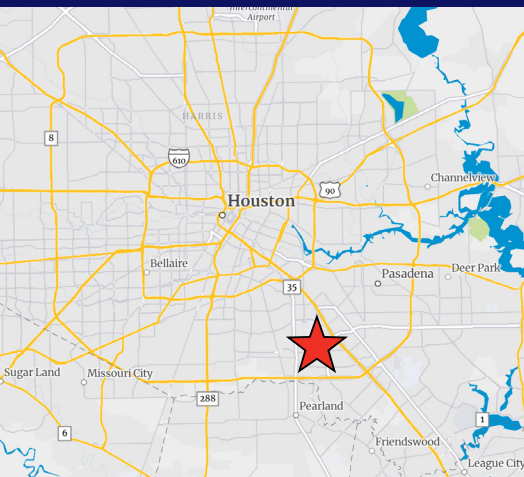 Intercontinental
Airport
HARRIS
8
610
90
Channelview
Houston
Bellaire
Deer Park
Pasadena
35
Sugar Land
Missouri City
288
Pearland
1
6
Friendswood
League City